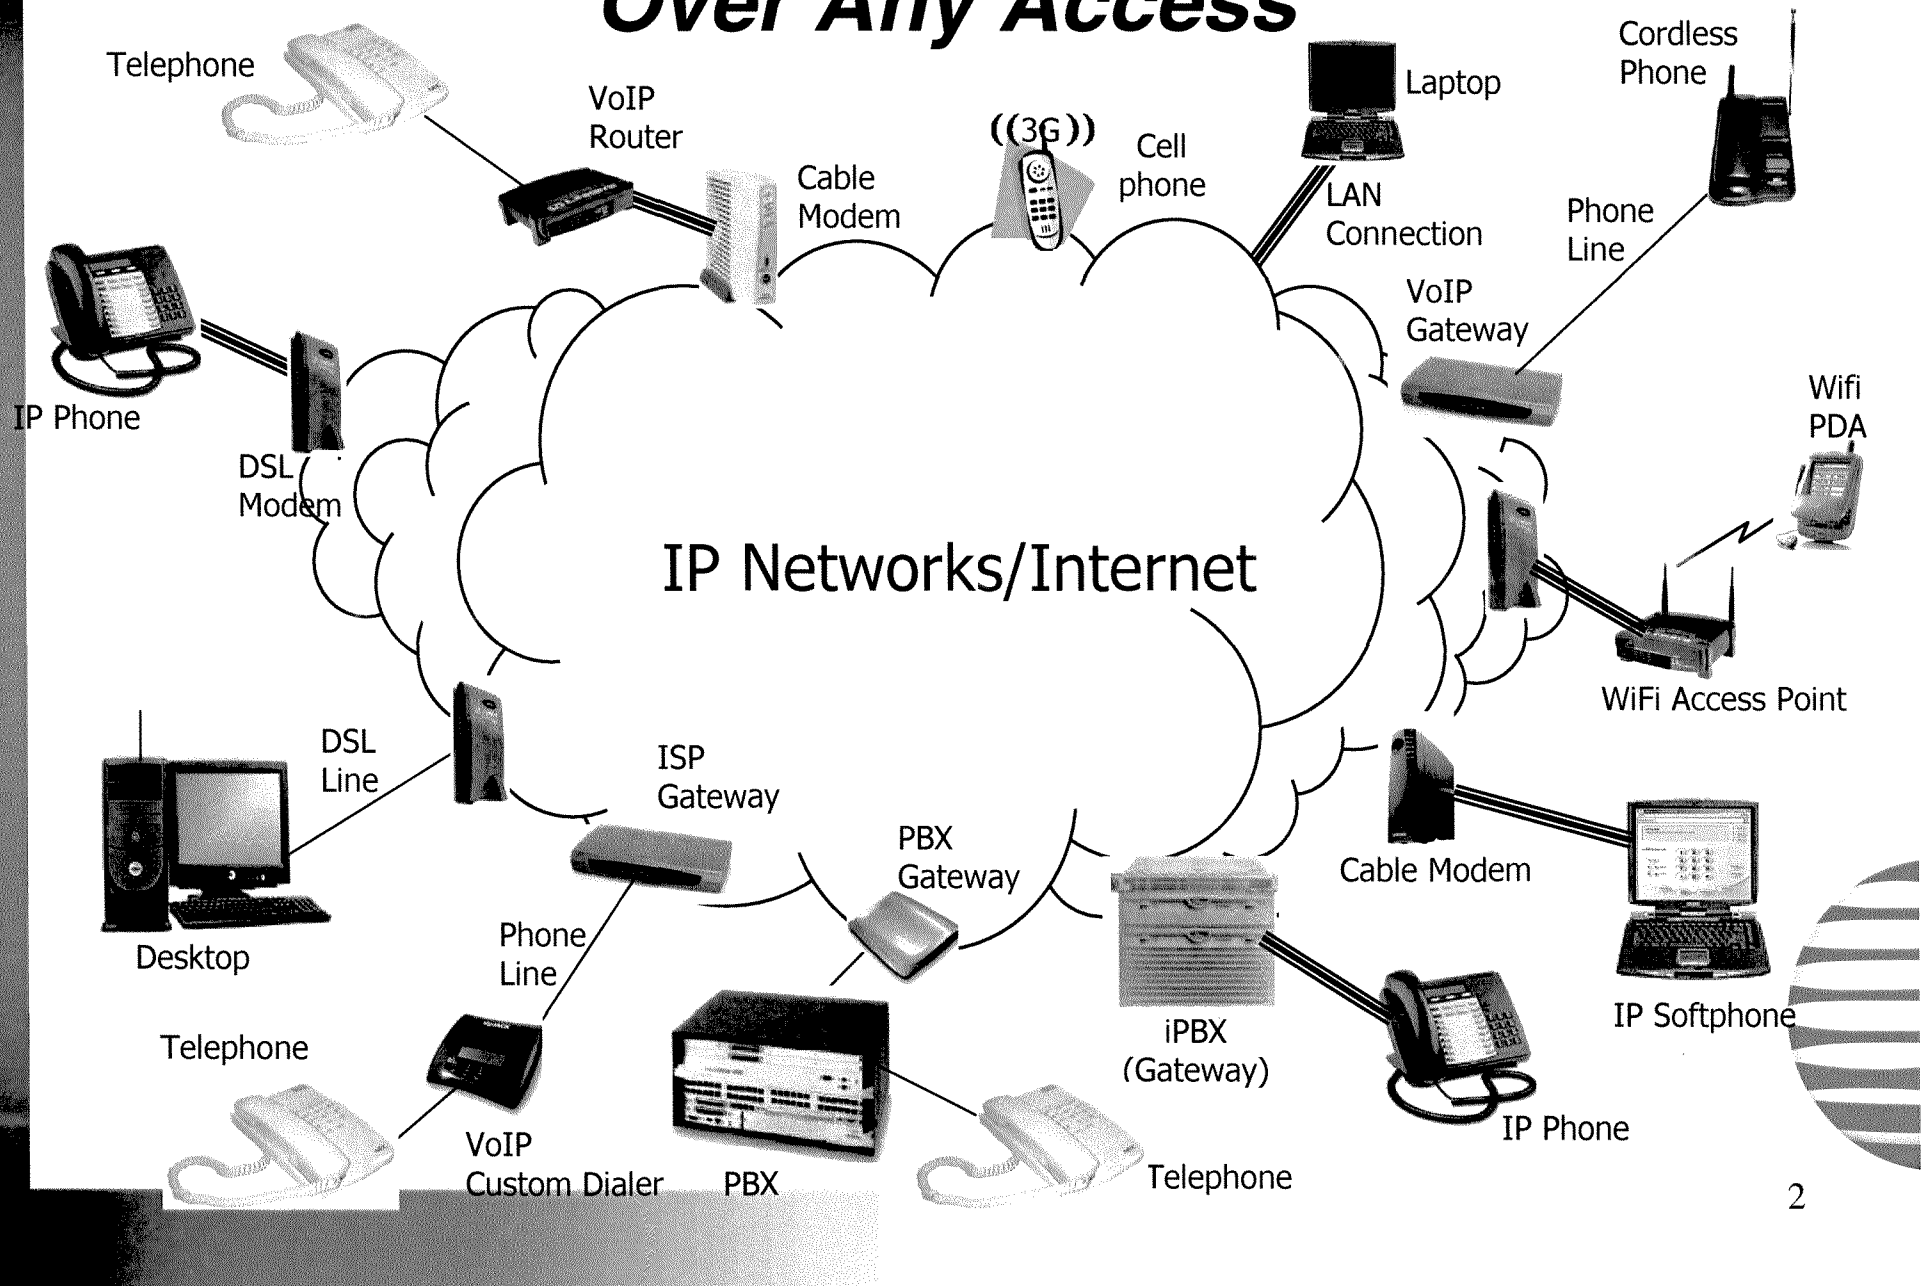 Over Any Access
Telephone
VoIP
Router
Cable
Modem
((3G))
Cell
phone
Laptop
LAN
Connection
Cordless
Phone
Phone
Line
VoIP
Gateway
IP Phone
DSL
Modem
Wifi
PDA
IP Networks/Internet
WiFi Access Point
DSL
Line
ISP
Gateway
PBX
Gateway
Cable Modem
Desktop
Phone
Line
IP Softphone
iPBX
(Gateway)
Telephone
IP Phone
VoIP
Custom Dialer
PBX
Telephone
2